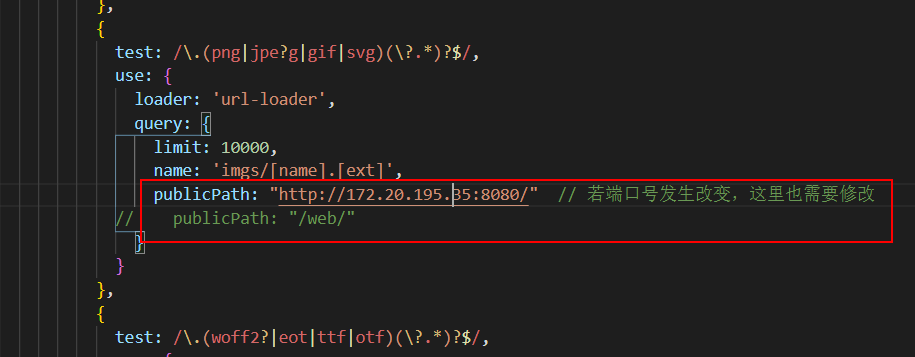 },
{
test: /\.(png|jpe?g|gif|svg)(\?.*)?$/,
use: {
loader: 'url-loader',
query: {
limit: 10000,
name: 'imgs/[name].[ext]',
publicPath: "http://172.20.195.35:8080/" // 若端口号发生改变，这里也需要修改
// publicPath: "/web/"
}
}
},
{
test: /\.(woff2?|eot|ttf|otf)(\?.*)?$/,